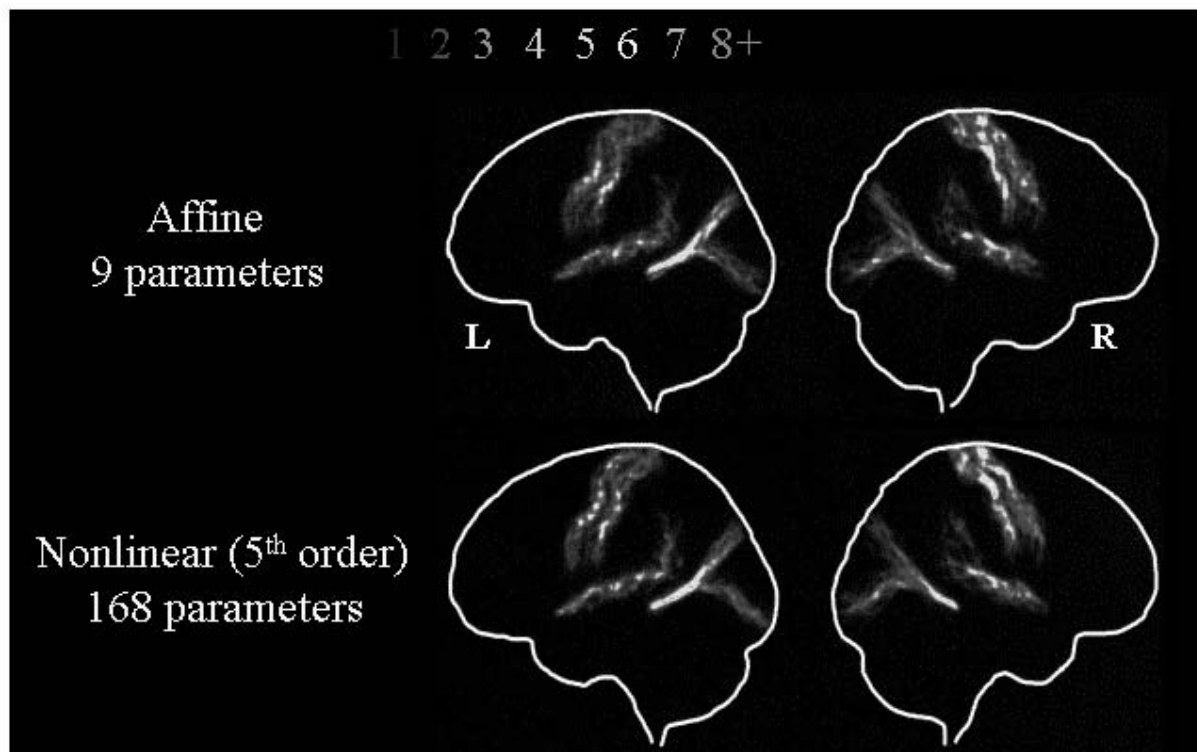 1 2 3 4 5 6 7 8+
Affine
9 parameters
L R
Nonlinear (5th order)
168 parameters